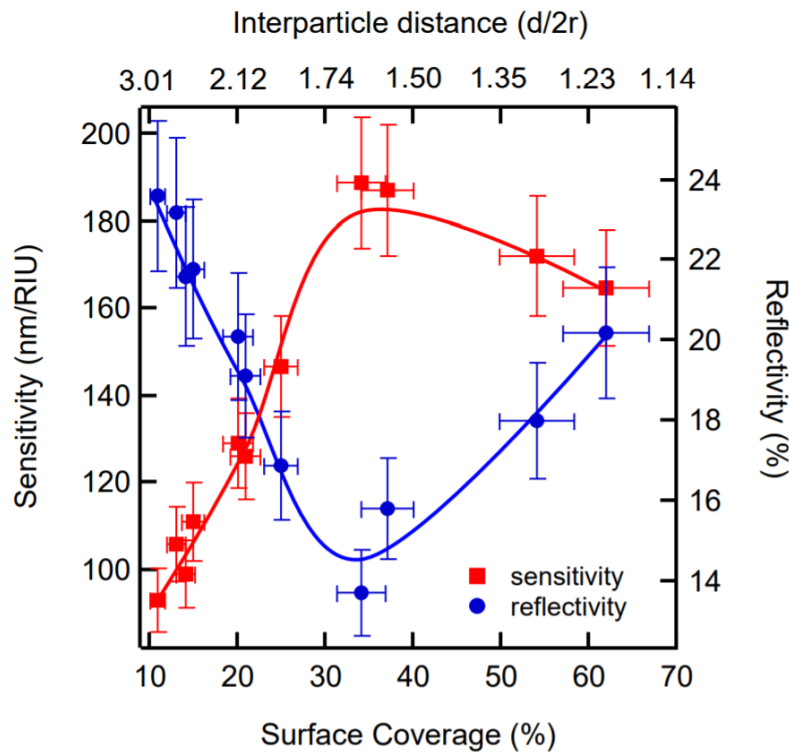 Interparticle distance (d/2r)
3.01 2.12 1.74 1.50 1.35 1.23 1.14
200
180
160
140
120
100
Sensitivity (nm/RIU)
24
22
20
18
16
14
Reflectivity (%)
sensitivity
reflectivity
10 20 30 40 50 60 70
Surface Coverage (%)